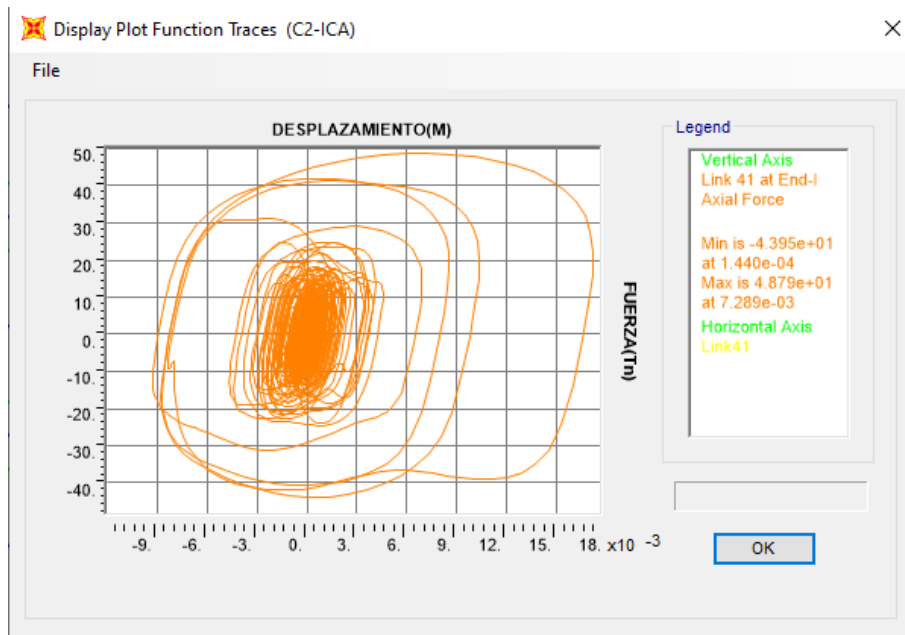 Display Plot Function Traces (C2-ICA)
File
DESPLAZAMIENTO(M)
50.
40.
30.
20.
10.
0.
-10.
-20.
-30.
-40.
-9. -6. -3. 0. 3. 6. 9. 12. 15. 18. x10 -3
FUERZA(Tn)
Legend
Vertical Axis
Link 41 at End-I
Axial Force
Min is -4.395e+01
at 1.440e-04
Max is 4.879e+01
at 7.289e-03
Horizontal Axis
Link41
OK